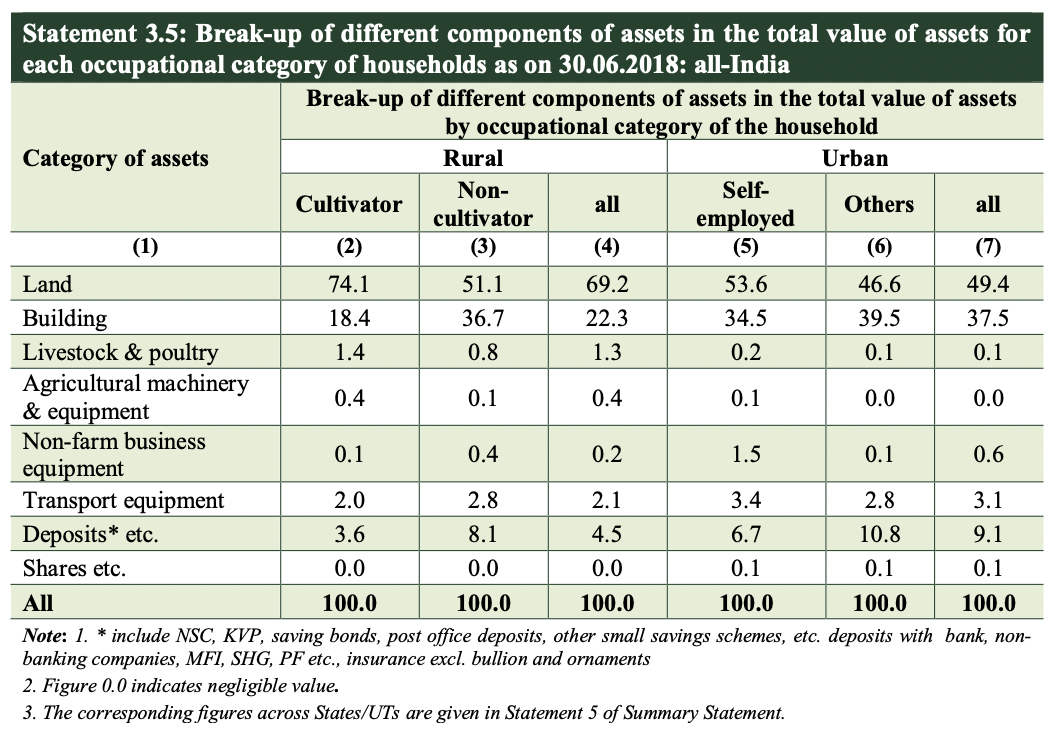 Statement 3.5: Break-up of different components of assets in the total value of assets for
each occupational category of households as on 30.06.2018: all-India
Category of assets
Break-up of different components of assets in the total value of assets
by occupational category of the household
Rural Urban
Cultivator Non-
cultivator all Self-
employed Others all
(1) (2) (3) (4) (5) (6) (7)
Land 74.1 51.1 69.2 53.6 46.6 49.4
Building 18.4 36.7 22.3 34.5 39.5 37.5
Livestock & poultry 1.4 0.8 1.3 0.2 0.1 0.1
Agricultural machinery
& equipment 0.4 0.1 0.4 0.1 0.0 0.0
Non-farm business
equipment 0.1 0.4 0.2 1.5 0.1 0.6
Transport equipment 2.0 2.8 2.1 3.4 2.8 3.1
Deposits* etc. 3.6 8.1 4.5 6.7 10.8 9.1
Shares etc. 0.0 0.0 0.0 0.1 0.1 0.1
All 100.0 100.0 100.0 100.0 100.0 100.0
Note: 1. * include NSC, KVP, saving bonds, post office deposits, other small savings schemes, etc. deposits with bank, non-
banking companies, MFI, SHG, PF etc., insurance excl. bullion and ornaments
2. Figure 0.0 indicates negligible value.
3. The corresponding figures across States/UTs are given in Statement 5 of Summary Statement.